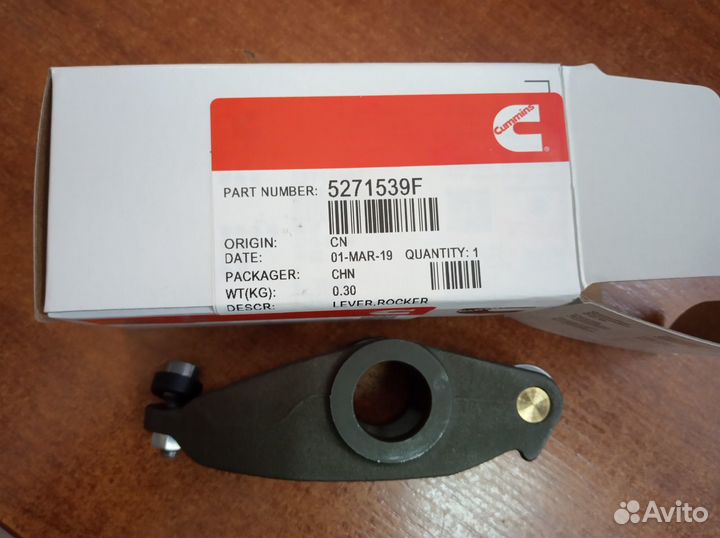 Cummins
PART NUMBER: 5271539F
ORIGIN: CN
DATE: 01-MAR-19 QUANTITY: 1
PACKAGER: CHN
WT(KG): 0.30
DESCR: LEVER,ROCKER
Avito